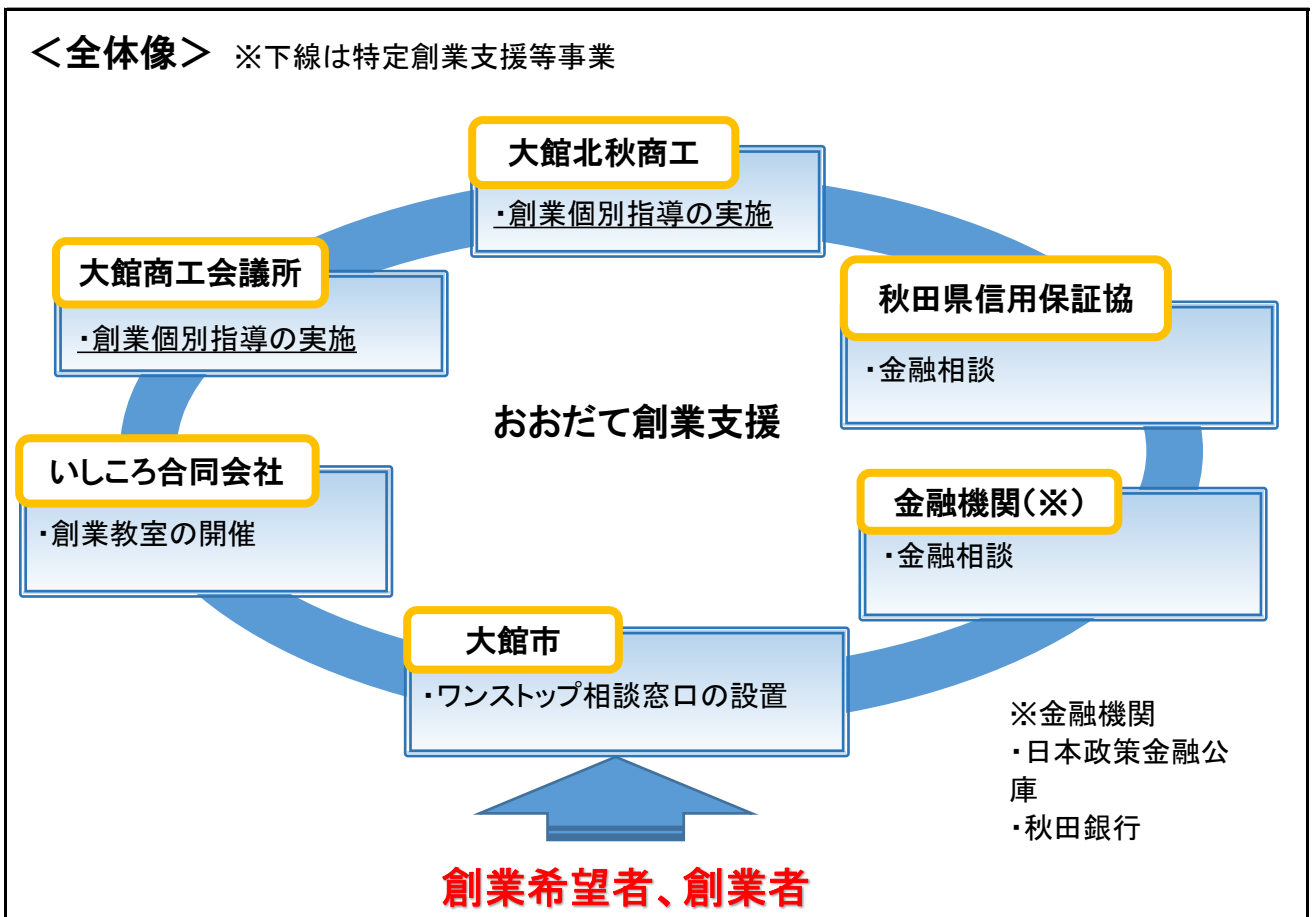 ＜全体像＞ ※下線は特定創業支援等事業
大館北秋商工
・創業個別指導の実施
大館商工会議所
・創業個別指導の実施
秋田県信用保証協
・金融相談
おおだて創業支援
いしころ合同会社
・創業教室の開催
金融機関（※）
・金融相談
大館市
・ワンストップ相談窓口の設置
※金融機関
・日本政策金融公
庫
・秋田銀行
創業希望者、創業者